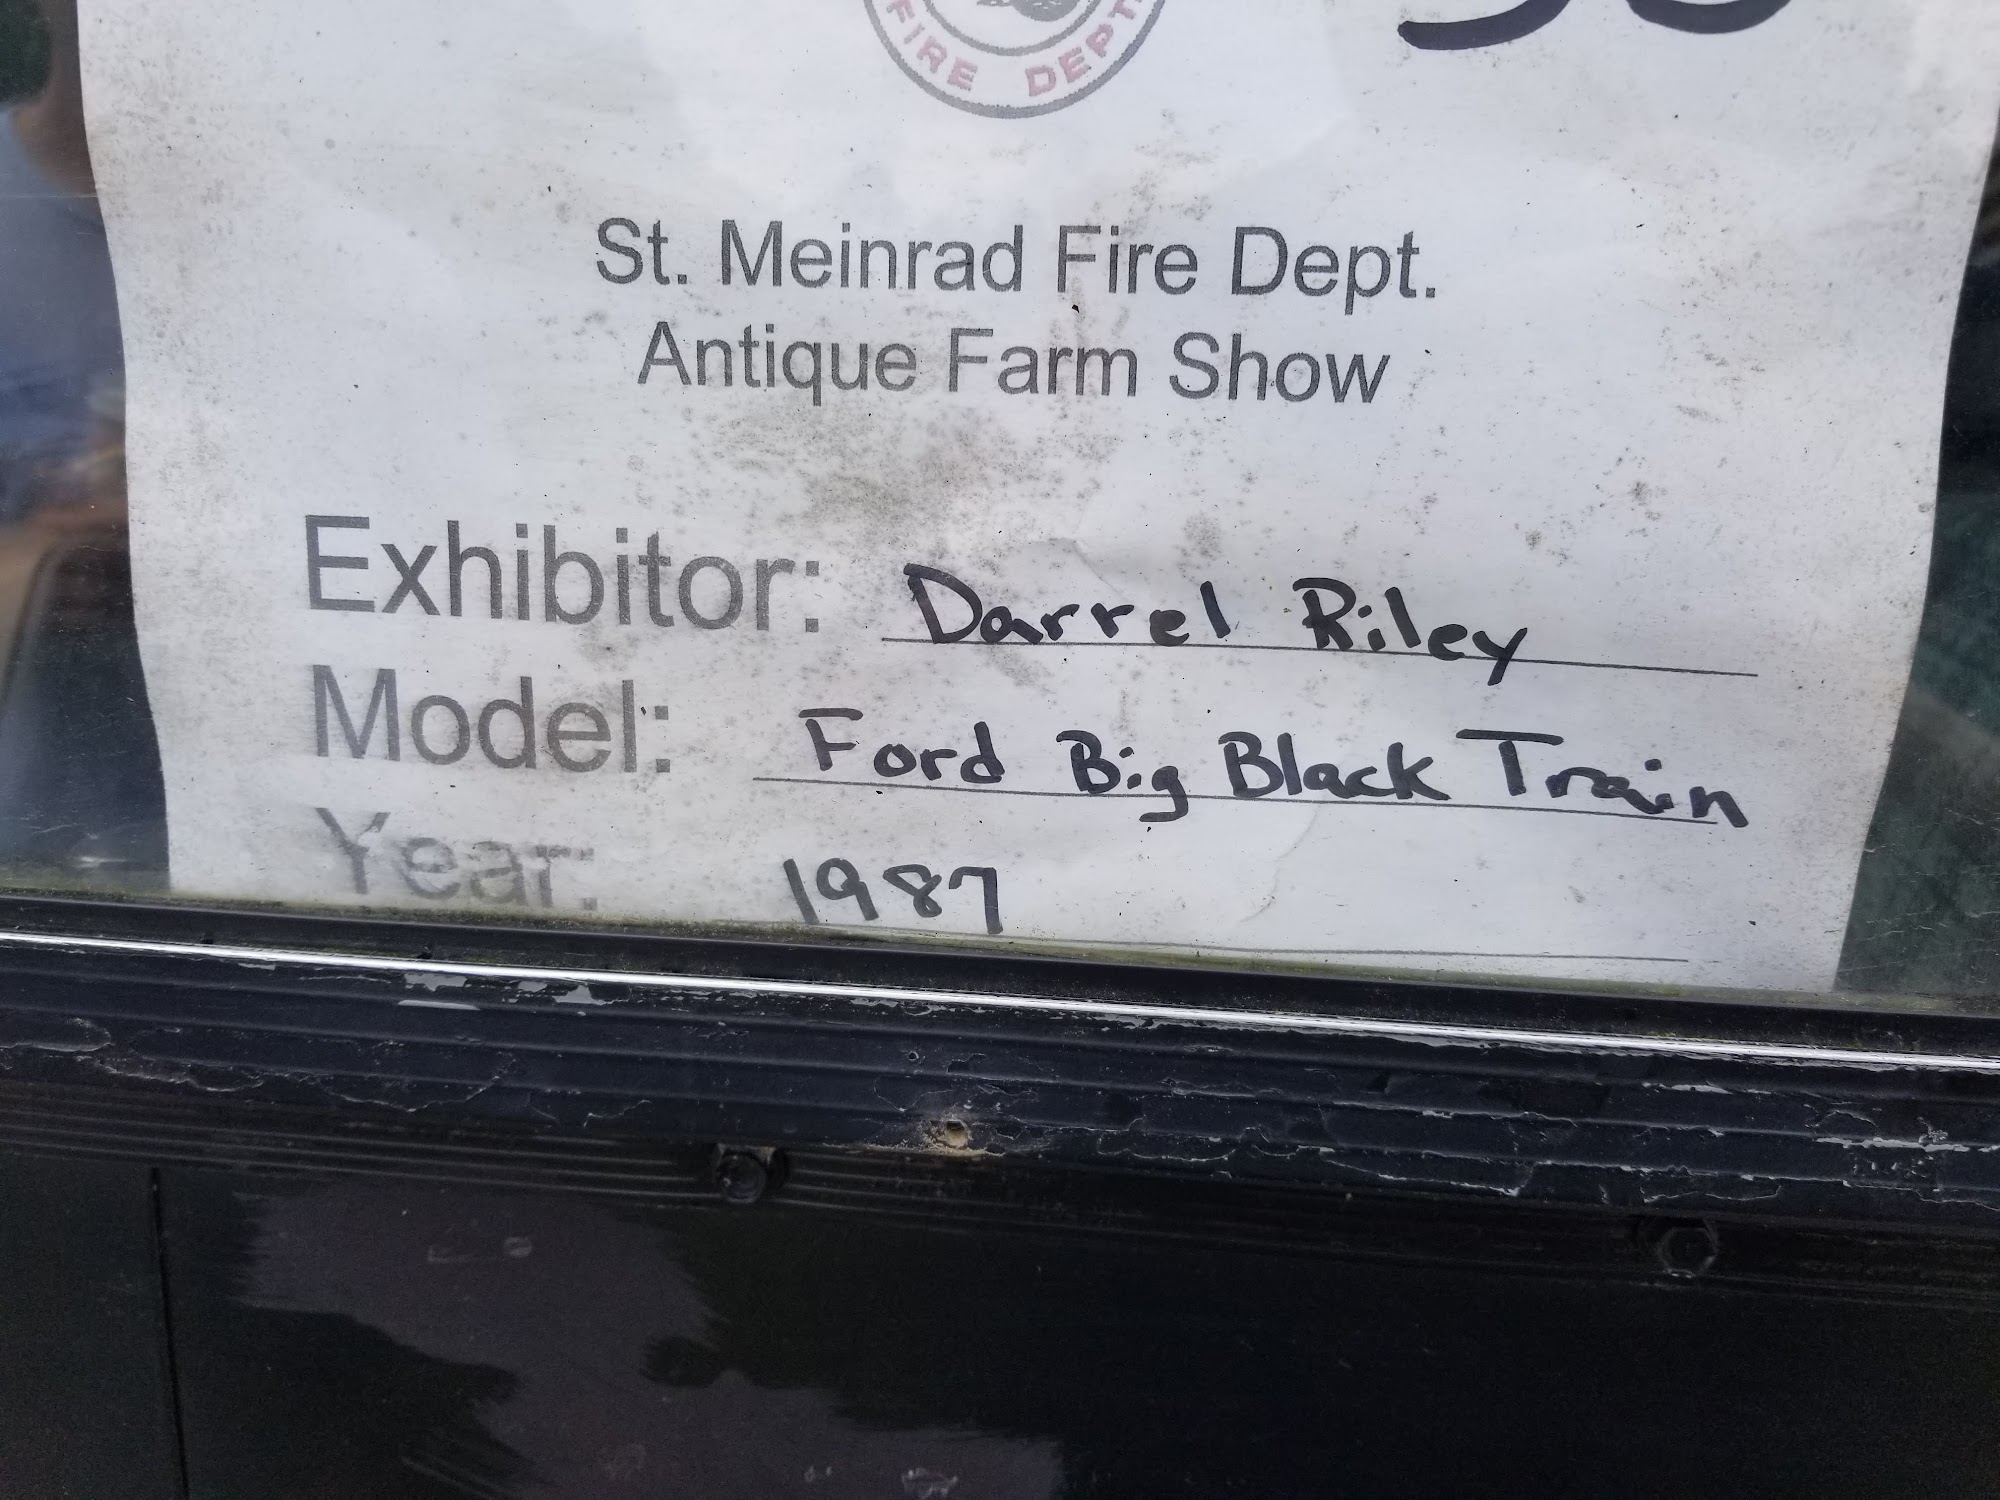 FIRE DEPT.
St. Meinrad Fire Dept.
Antique Farm Show
Exhibitor: Darrel Riley
Model: Ford Big Black Train
Year: 1987